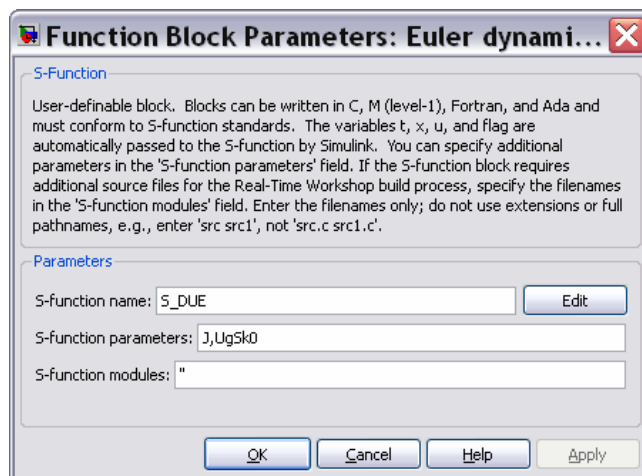 Function Block Parameters: Euler dynami...
S-Function
User-definable block. Blocks can be written in C, M (level-1), Fortran, and Ada and
must conform to S-function standards. The variables t, x, u, and flag are
automatically passed to the S-function by Simulink. You can specify additional
parameters in the 'S-function parameters' field. If the S-function block requires
additional source files for the Real-Time Workshop build process, specify the filenames
in the 'S-function modules' field. Enter the filenames only; do not use extensions or full
pathnames, e.g., enter 'src src1', not 'src.c src1.c'.
Parameters
S-function name: S_DUE Edit
S-function parameters: J,UgSk0
S-function modules: ''
OK Cancel Help Apply